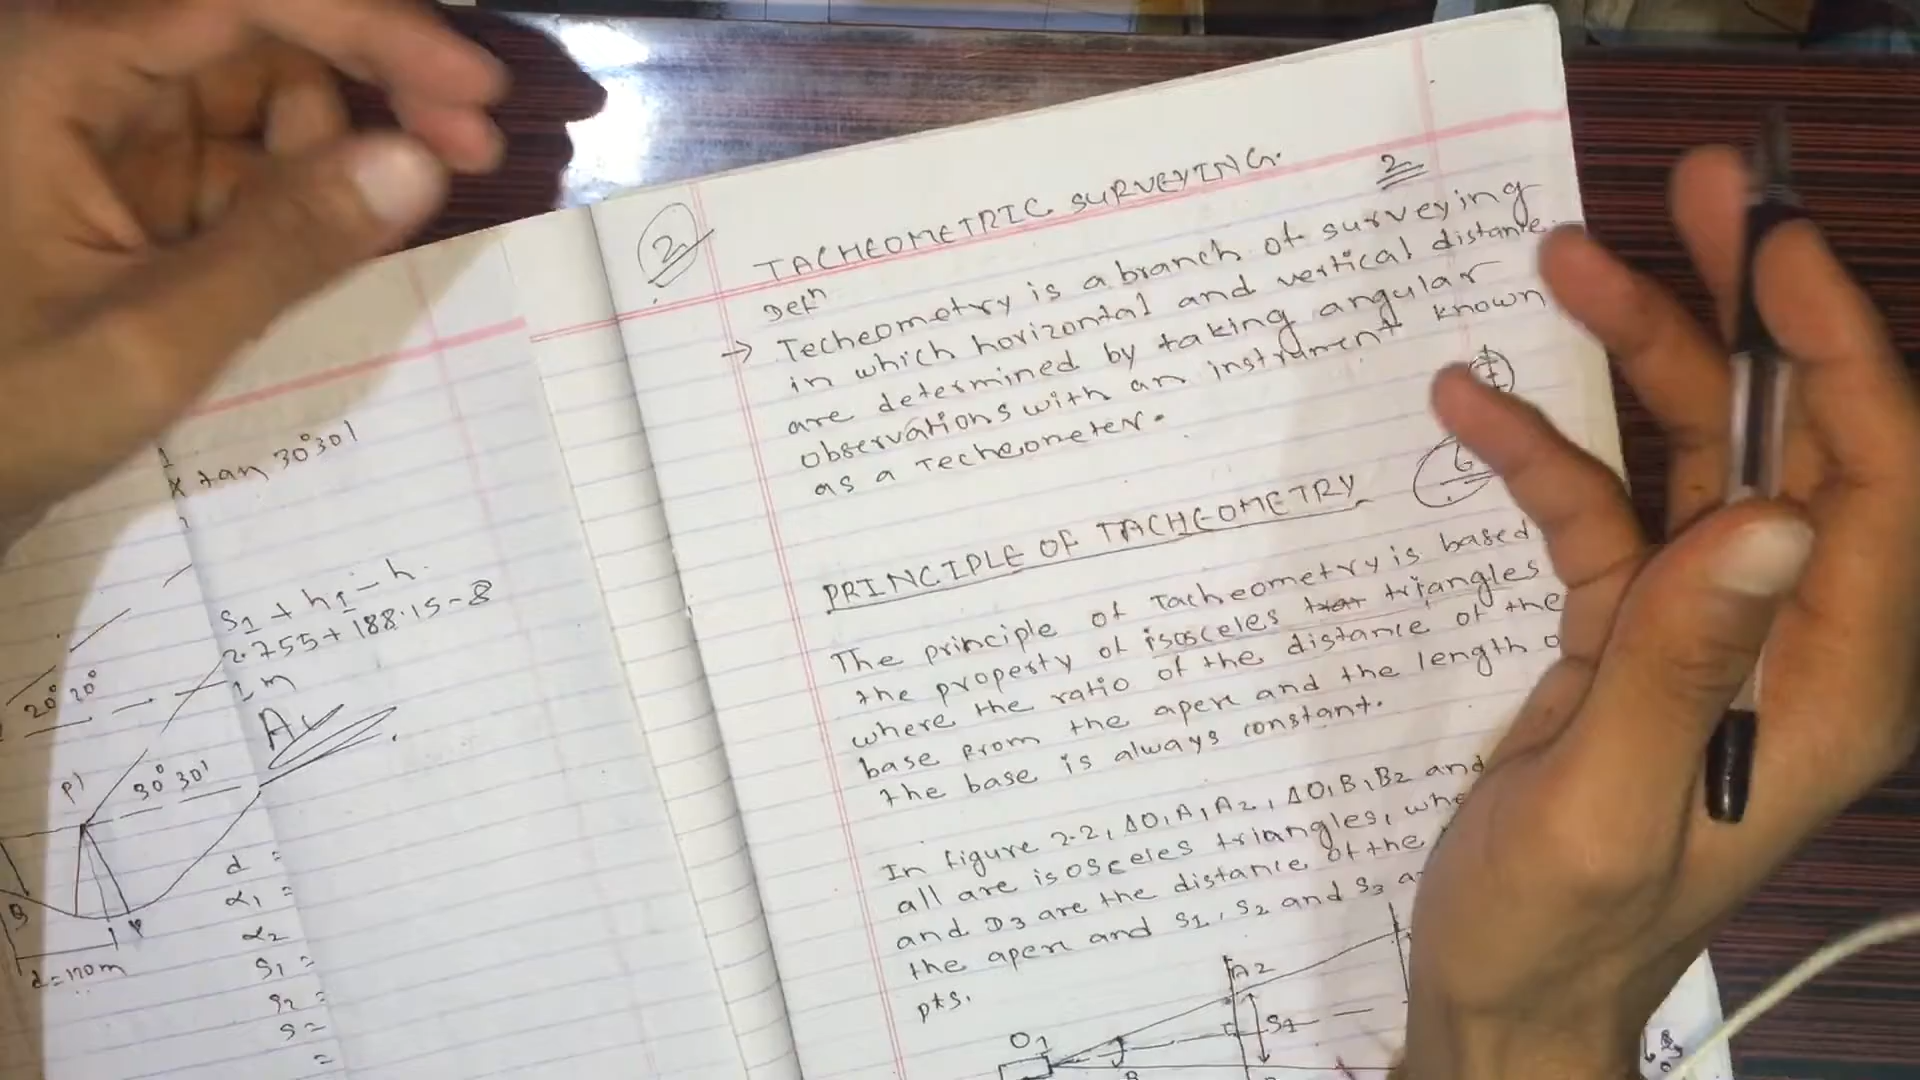 x tan 30°30'
S1 + h1 - h.
2.755+188.15-8
1 m
20° 20°
P'
30° 30'
d =
α1 =
α2
S1 =
S2 =
S =
=
d=170m
2
TACHEOMETRIC SURVEYING.
2
Defn
→ Techeometry is a branch of surveying
in which horizontal and vertical distance
are determined by taking angular
observations with an instrument known
as a Techeometer.
PRINCIPLE OF TACHEOMETRY
6
The principle of Tacheometry is based
the property of isosceles triangles
where the ratio of the distance of the
base from the apex and the length o
the base is always constant.
In figure 2.2, ΔO1A1A2, ΔO1B1B2 and
all are isosceles triangles, whe
and D3 are the distance of the
the apex and S1, S2 and S3 a
pts.
A2
O1
S1